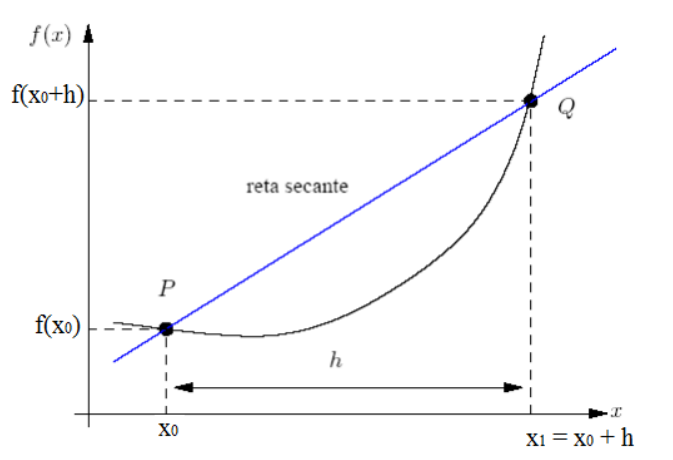 f(x)
f(x₀+h)
Q
reta secante
P
f(x₀)
h
x
x₀
x₁ = x₀ + h